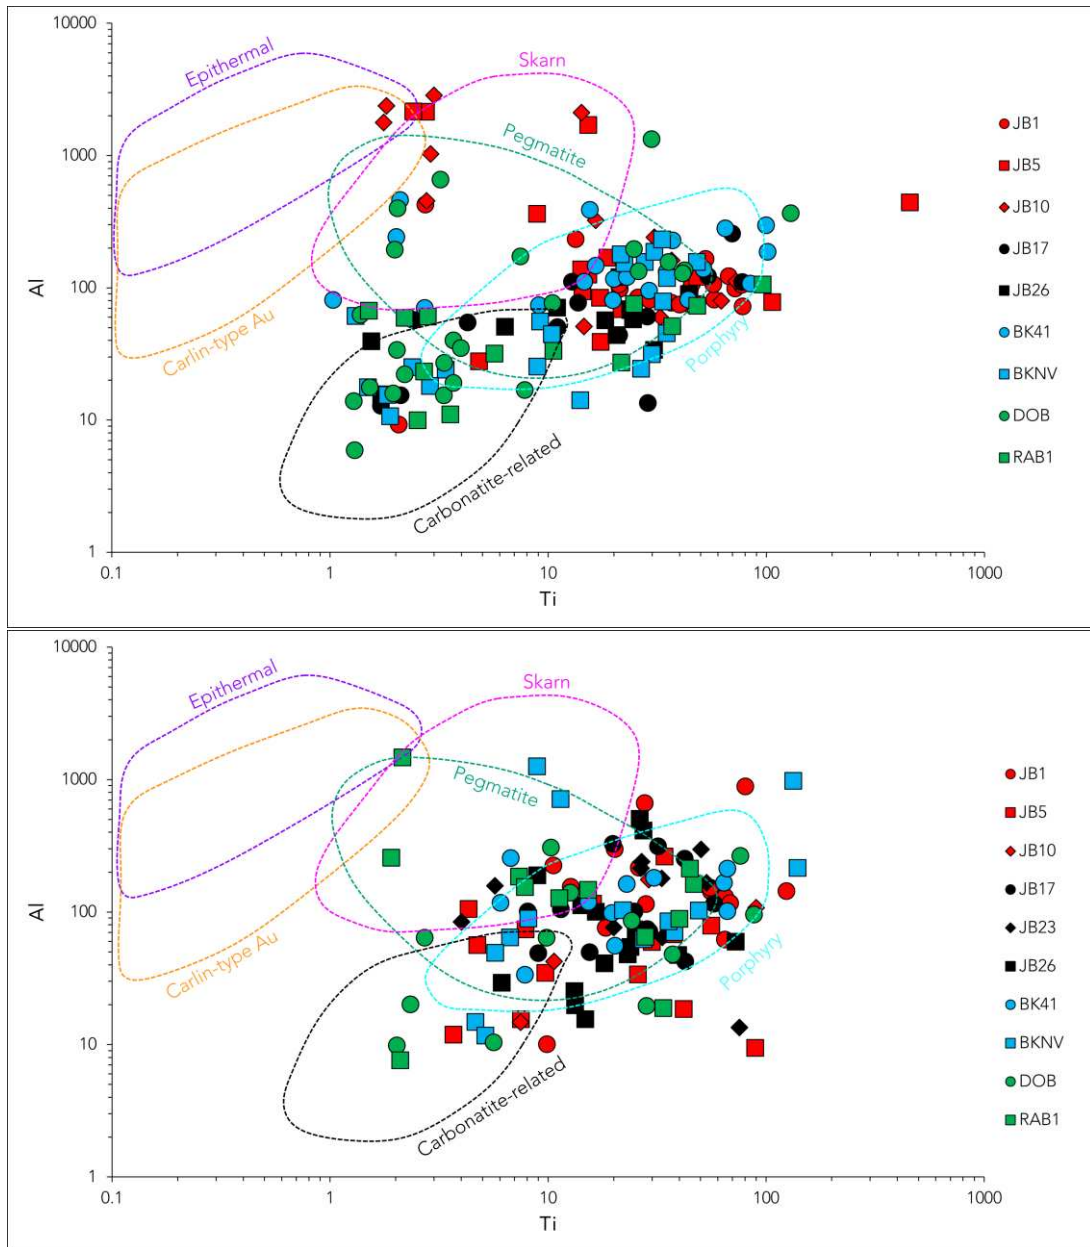 10000
1000
100
10
1
Al
0.1
1
10
100
1000
Ti
Epithermal
Carlin-type Au
Skarn
Pegmatite
Porphyry
Carbonatite-related
JB1
JB5
JB10
JB17
JB26
BK41
BKNV
DOB
RAB1
10000
1000
100
10
1
Al
0.1
1
10
100
1000
Ti
Epithermal
Carlin-type Au
Skarn
Pegmatite
Porphyry
Carbonatite-related
JB1
JB5
JB10
JB17
JB23
JB26
BK41
BKNV
DOB
RAB1